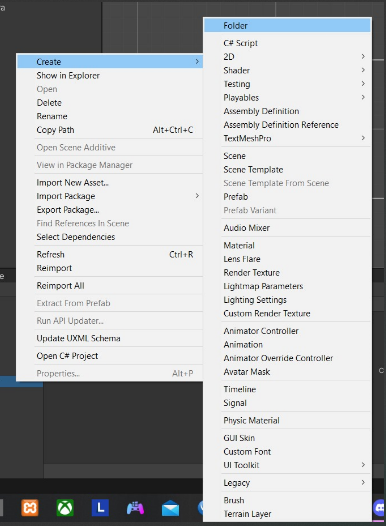 ra
Create
Show in Explorer
Open
Delete
Rename
Copy Path Alt+Ctrl+C
Open Scene Additive
View in Package Manager
Import New Asset...
Import Package
Export Package...
Find References In Scene
Select Dependencies
Refresh Ctrl+R
Reimport
Reimport All
Extract From Prefab
Run API Updater...
Update UXML Schema
Open C# Project
Properties... Alt+P
Folder
C# Script
2D
Shader
Testing
Playables
Assembly Definition
Assembly Definition Reference
TextMeshPro
Scene
Scene Template
Scene Template From Scene
Prefab
Prefab Variant
Audio Mixer
Material
Lens Flare
Render Texture
Lightmap Parameters
Lighting Settings
Custom Render Texture
Animator Controller
Animation
Animator Override Controller
Avatar Mask
Timeline
Signal
Physic Material
GUI Skin
Custom Font
UI Toolkit
Legacy
Brush
Terrain Layer
e
C
L